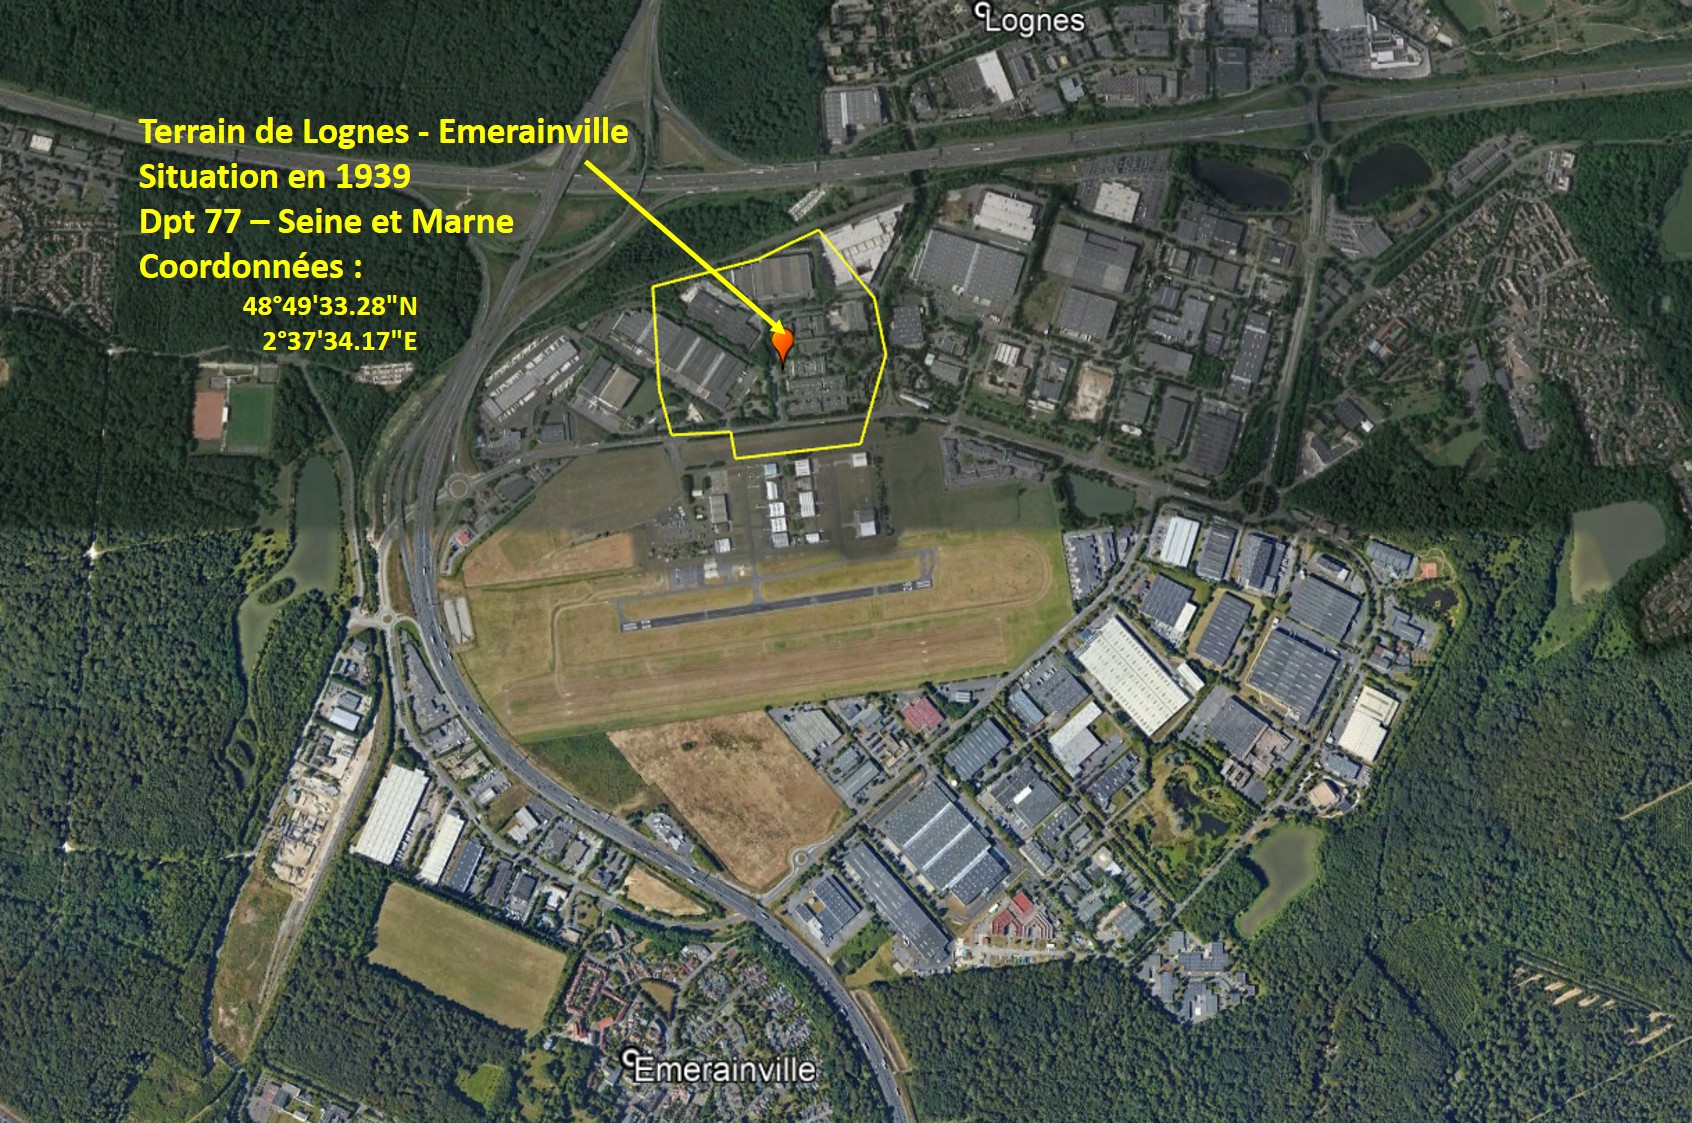 Lognes
Terrain de Lognes - Emerainville
Situation en 1939
Dpt 77 – Seine et Marne
Coordonnées :
48°49'33.28"N
2°37'34.17"E
26
Emerainville